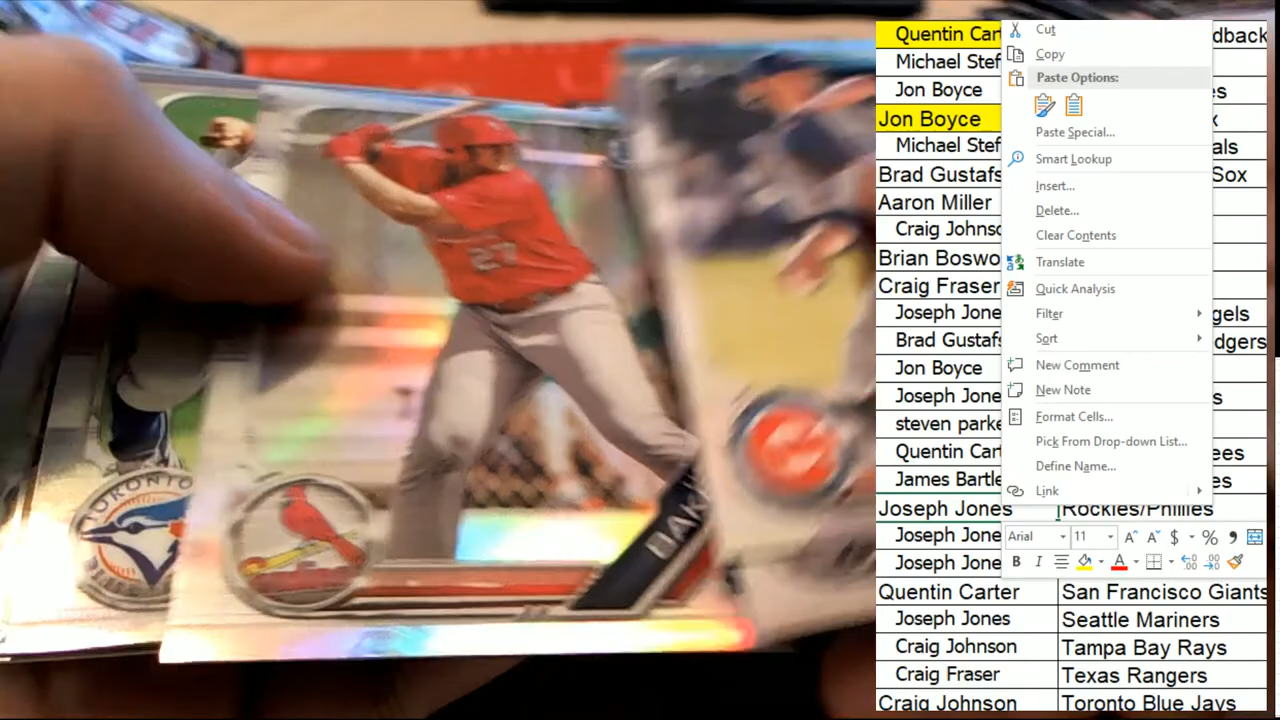 Quentin Cart
dback
Michael Stef
Jon Boyce
es
Jon Boyce
x
Michael Stef
als
Brad Gustafs
Sox
Aaron Miller
Craig Johnso
Brian Boswo
Craig Fraser
Joseph Jone
gels
Brad Gustafs
dgers
Jon Boyce
Joseph Jone
s
steven parke
Quentin Cart
ees
James Bartle
es
Joseph Jones
Rockies/Phillies
Joseph Jone
Joseph Jone
Quentin Carter
San Francisco Giants
Joseph Jones
Seattle Mariners
Craig Johnson
Tampa Bay Rays
Craig Fraser
Texas Rangers
Craig Johnson
Toronto Blue Jays
Cut
Copy
Paste Options:
Paste Special...
Smart Lookup
Insert...
Delete...
Clear Contents
Translate
Quick Analysis
Filter
Sort
New Comment
New Note
Format Cells...
Pick From Drop-down List...
Define Name...
Link
Arial 11 A A $ % 9
B I A
27
TORONTO
BAK